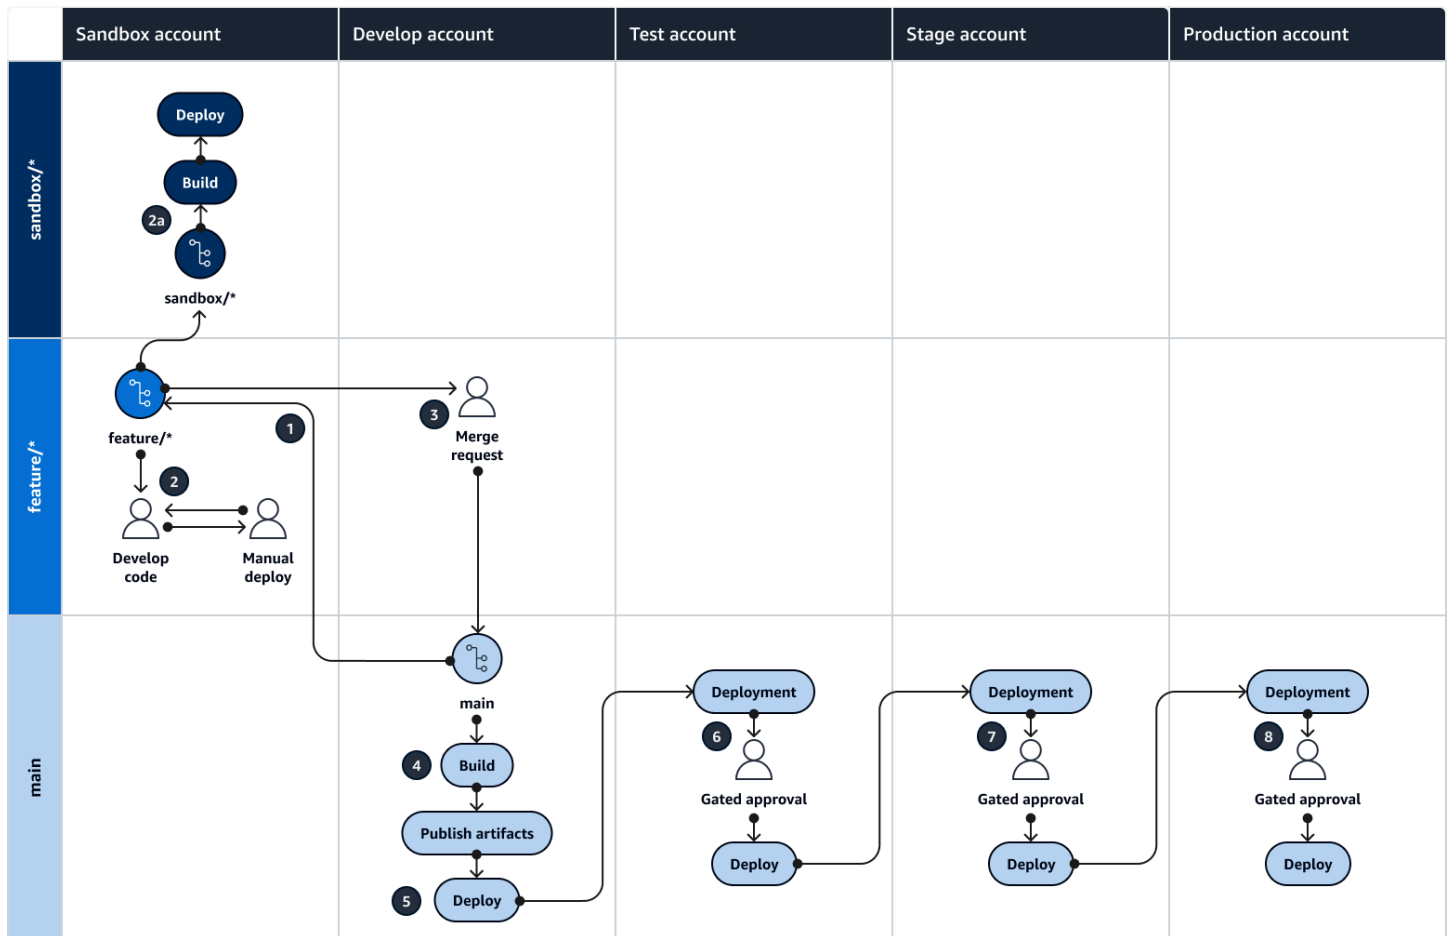 Sandbox account
Develop account
Test account
Stage account
Production account
sandbox/*
Deploy
Build
2a
sandbox/*
feature/*
feature/*
1
3
Merge
request
2
Develop
code
Manual
deploy
main
main
4
Build
Publish artifacts
5
Deploy
Deployment
6
Gated approval
Deploy
Deployment
7
Gated approval
Deploy
Deployment
8
Gated approval
Deploy